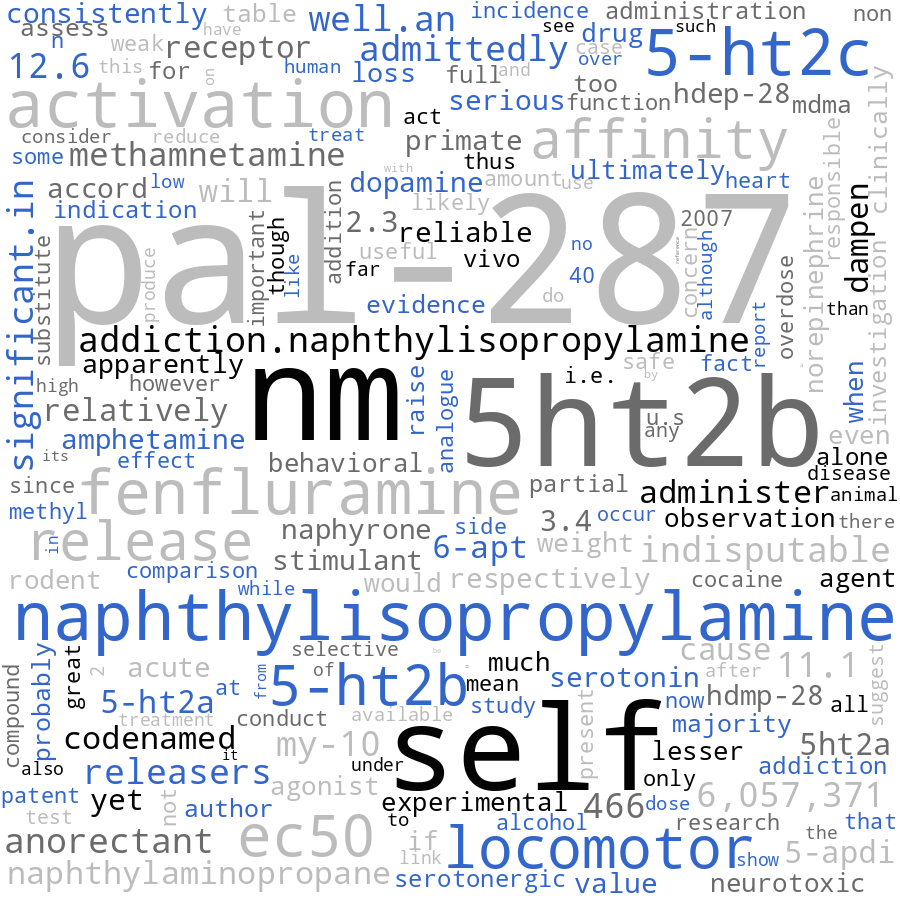 consistently table well.an incidence administration non
assess have see such
n weak receptor admittedly drug case 5-ht2c
12.6 this for on human loss full and over too
activation serious function hdep-28 mdma
act affinity
consider reduce treat primate
some methamnetamine thus with ultimately
accord low will dopamine amount use heart
indication likely 2.3 2007
significant.in pal-287 reliable responsible clinically
substitute produce important though like addition useful vivo no concern although norepinephrine dampen
far 40 reference
evidence do than
addiction.naphthylisopropylamine report overdose investigation
apparently safe fact
high however nm raise analogue i.e. by when
relatively 5ht2b u.s
amphetamine any even
its effect behavioral alone
since fenfluramine partial disease
administer animal
methyl naphyrone side 3.4 occur observation there
release in 6-apt weight indisputable
stimulant
rodent comparison would respectively cocaine agent
while
naphthylisopropylamine
selective cause
compound probably great 2 acute from of be much after 11.1 suggest
5-ht2a at 5-ht2b mean serotonin
study now hdmp-28 all
treatment conduct available majority
codenamed it my-10 self present lesser 5ht2a
also releasers under only addiction
agonist
patent yet not author experimental 466 dose 6,057,371
test to alcohol research that
anorectant ec50 if locomotor the
link show 5-apdi
naphthylaminopropane serotonergic value neurotoxic